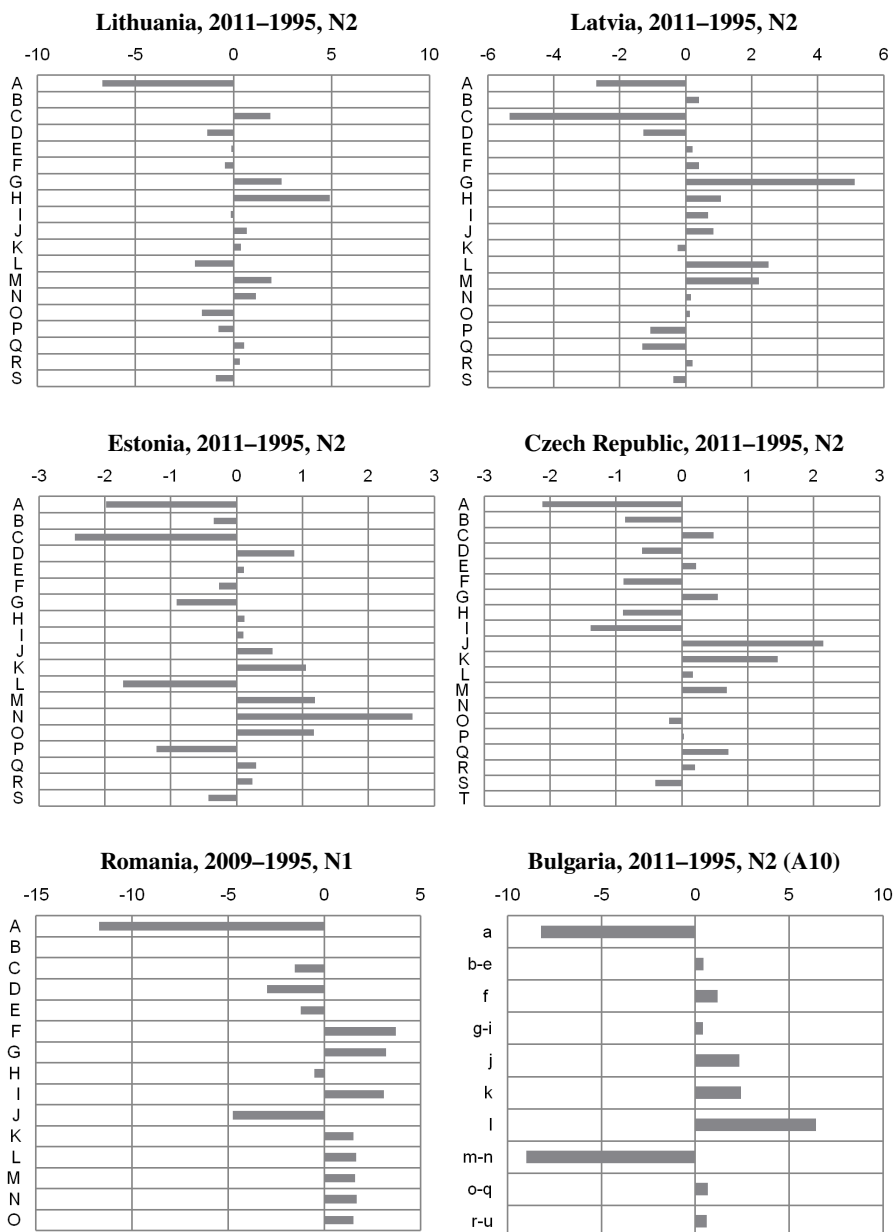 Lithuania, 2011–1995, N2
-10 -5 0 5 10
A
B
C
D
E
F
G
H
I
J
K
L
M
N
O
P
Q
R
S
Latvia, 2011–1995, N2
-6 -4 -2 0 2 4 6
A
B
C
D
E
F
G
H
I
J
K
L
M
N
O
P
Q
R
S
Estonia, 2011–1995, N2
-3 -2 -1 0 1 2 3
A
B
C
D
E
F
G
H
I
J
K
L
M
N
O
P
Q
R
S
Czech Republic, 2011–1995, N2
-3 -2 -1 0 1 2 3
A
B
C
D
E
F
G
H
I
J
K
L
M
N
O
P
Q
R
S
T
Romania, 2009–1995, N1
-15 -10 -5 0 5
A
B
C
D
E
F
G
H
I
J
K
L
M
N
O
Bulgaria, 2011–1995, N2 (A10)
-10 -5 0 5 10
a
b-e
f
g-i
j
k
l
m-n
o-q
r-u